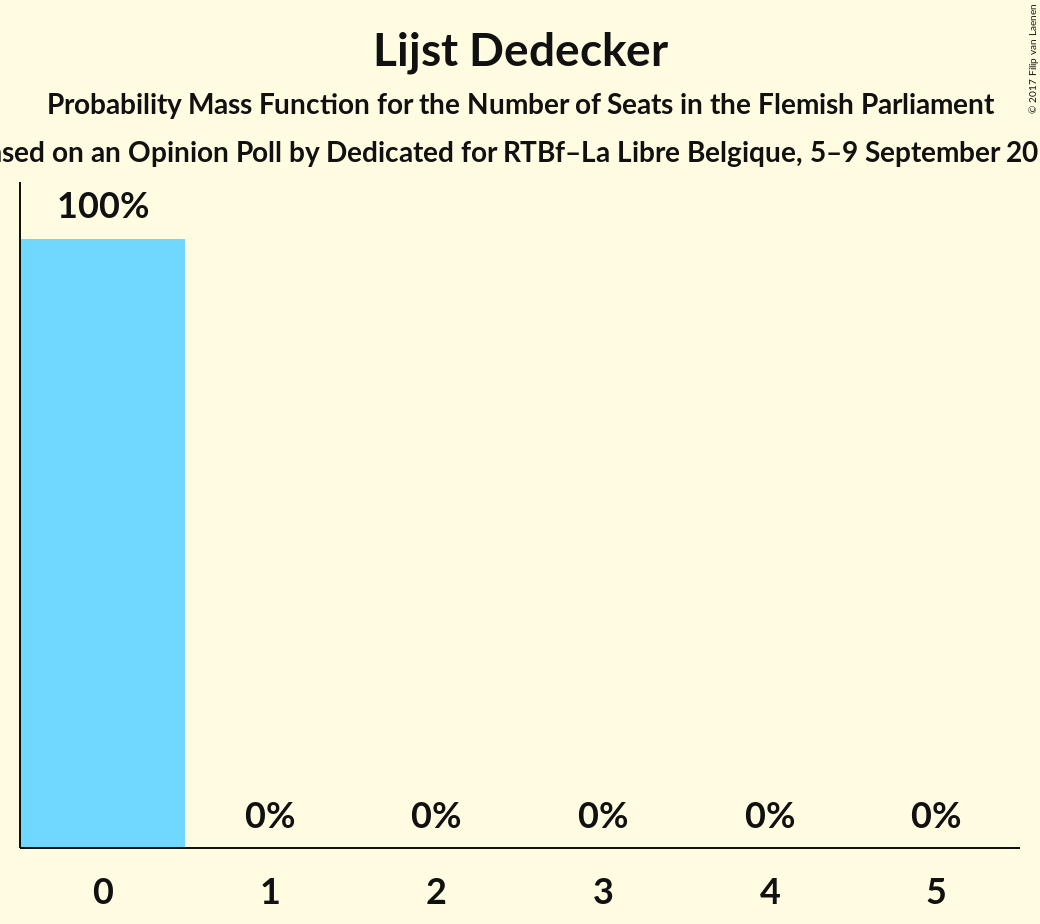 Lijst Dedecker
Probability Mass Function for the Number of Seats in the Flemish Parliament
on an Opinion Poll by Dedicated for RTBf–La Libre Belgique, 5–9 September
© 2017 Filip van Laenen
100%
0% 0% 0% 0% 0%
0 1 2 3 4 5